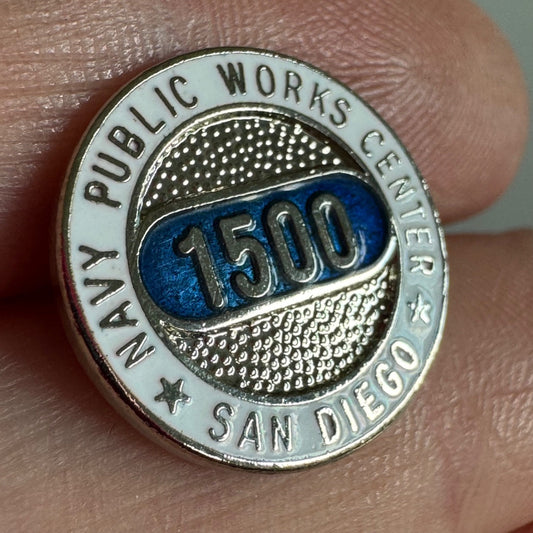 NAVY PUBLIC WORKS CENTER
1500
SAN DIEGO